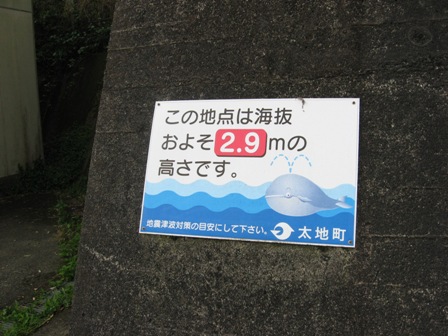 この地点は海抜
およそ2.9mの
高さです。
地震津波対策の目安にして下さい。
太地町